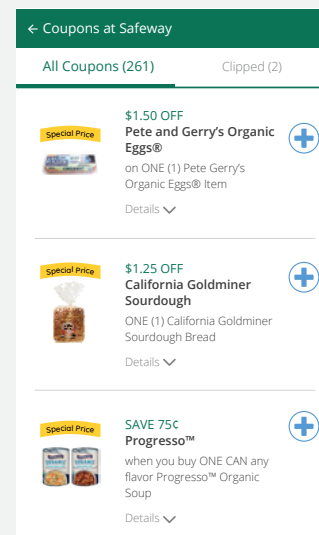 ← Coupons at Safeway
All Coupons (261)
Clipped (2)
Special Price
$1.50 OFF
Pete and Gerry's Organic
Eggs®
on ONE (1) Pete Gerry's
Organic Eggs® Item
Details
Special Price
$1.25 OFF
California Goldminer
Sourdough
ONE (1) California Goldminer
Sourdough Bread
Details
Special Price
SAVE 75¢
Progresso™
when you buy ONE CAN any
flavor Progresso™ Organic
Soup
Details